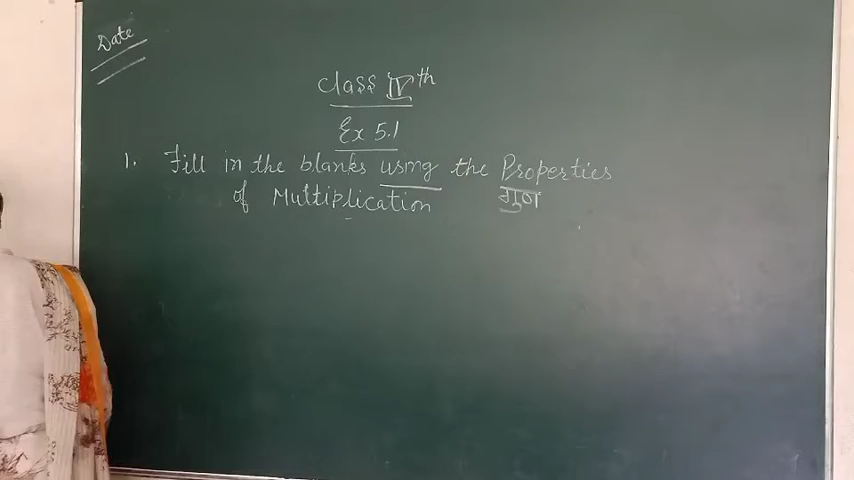 Date
Class IVth
Ex 5.1
1. Fill in the blanks using the Properties
of Multiplication गुण